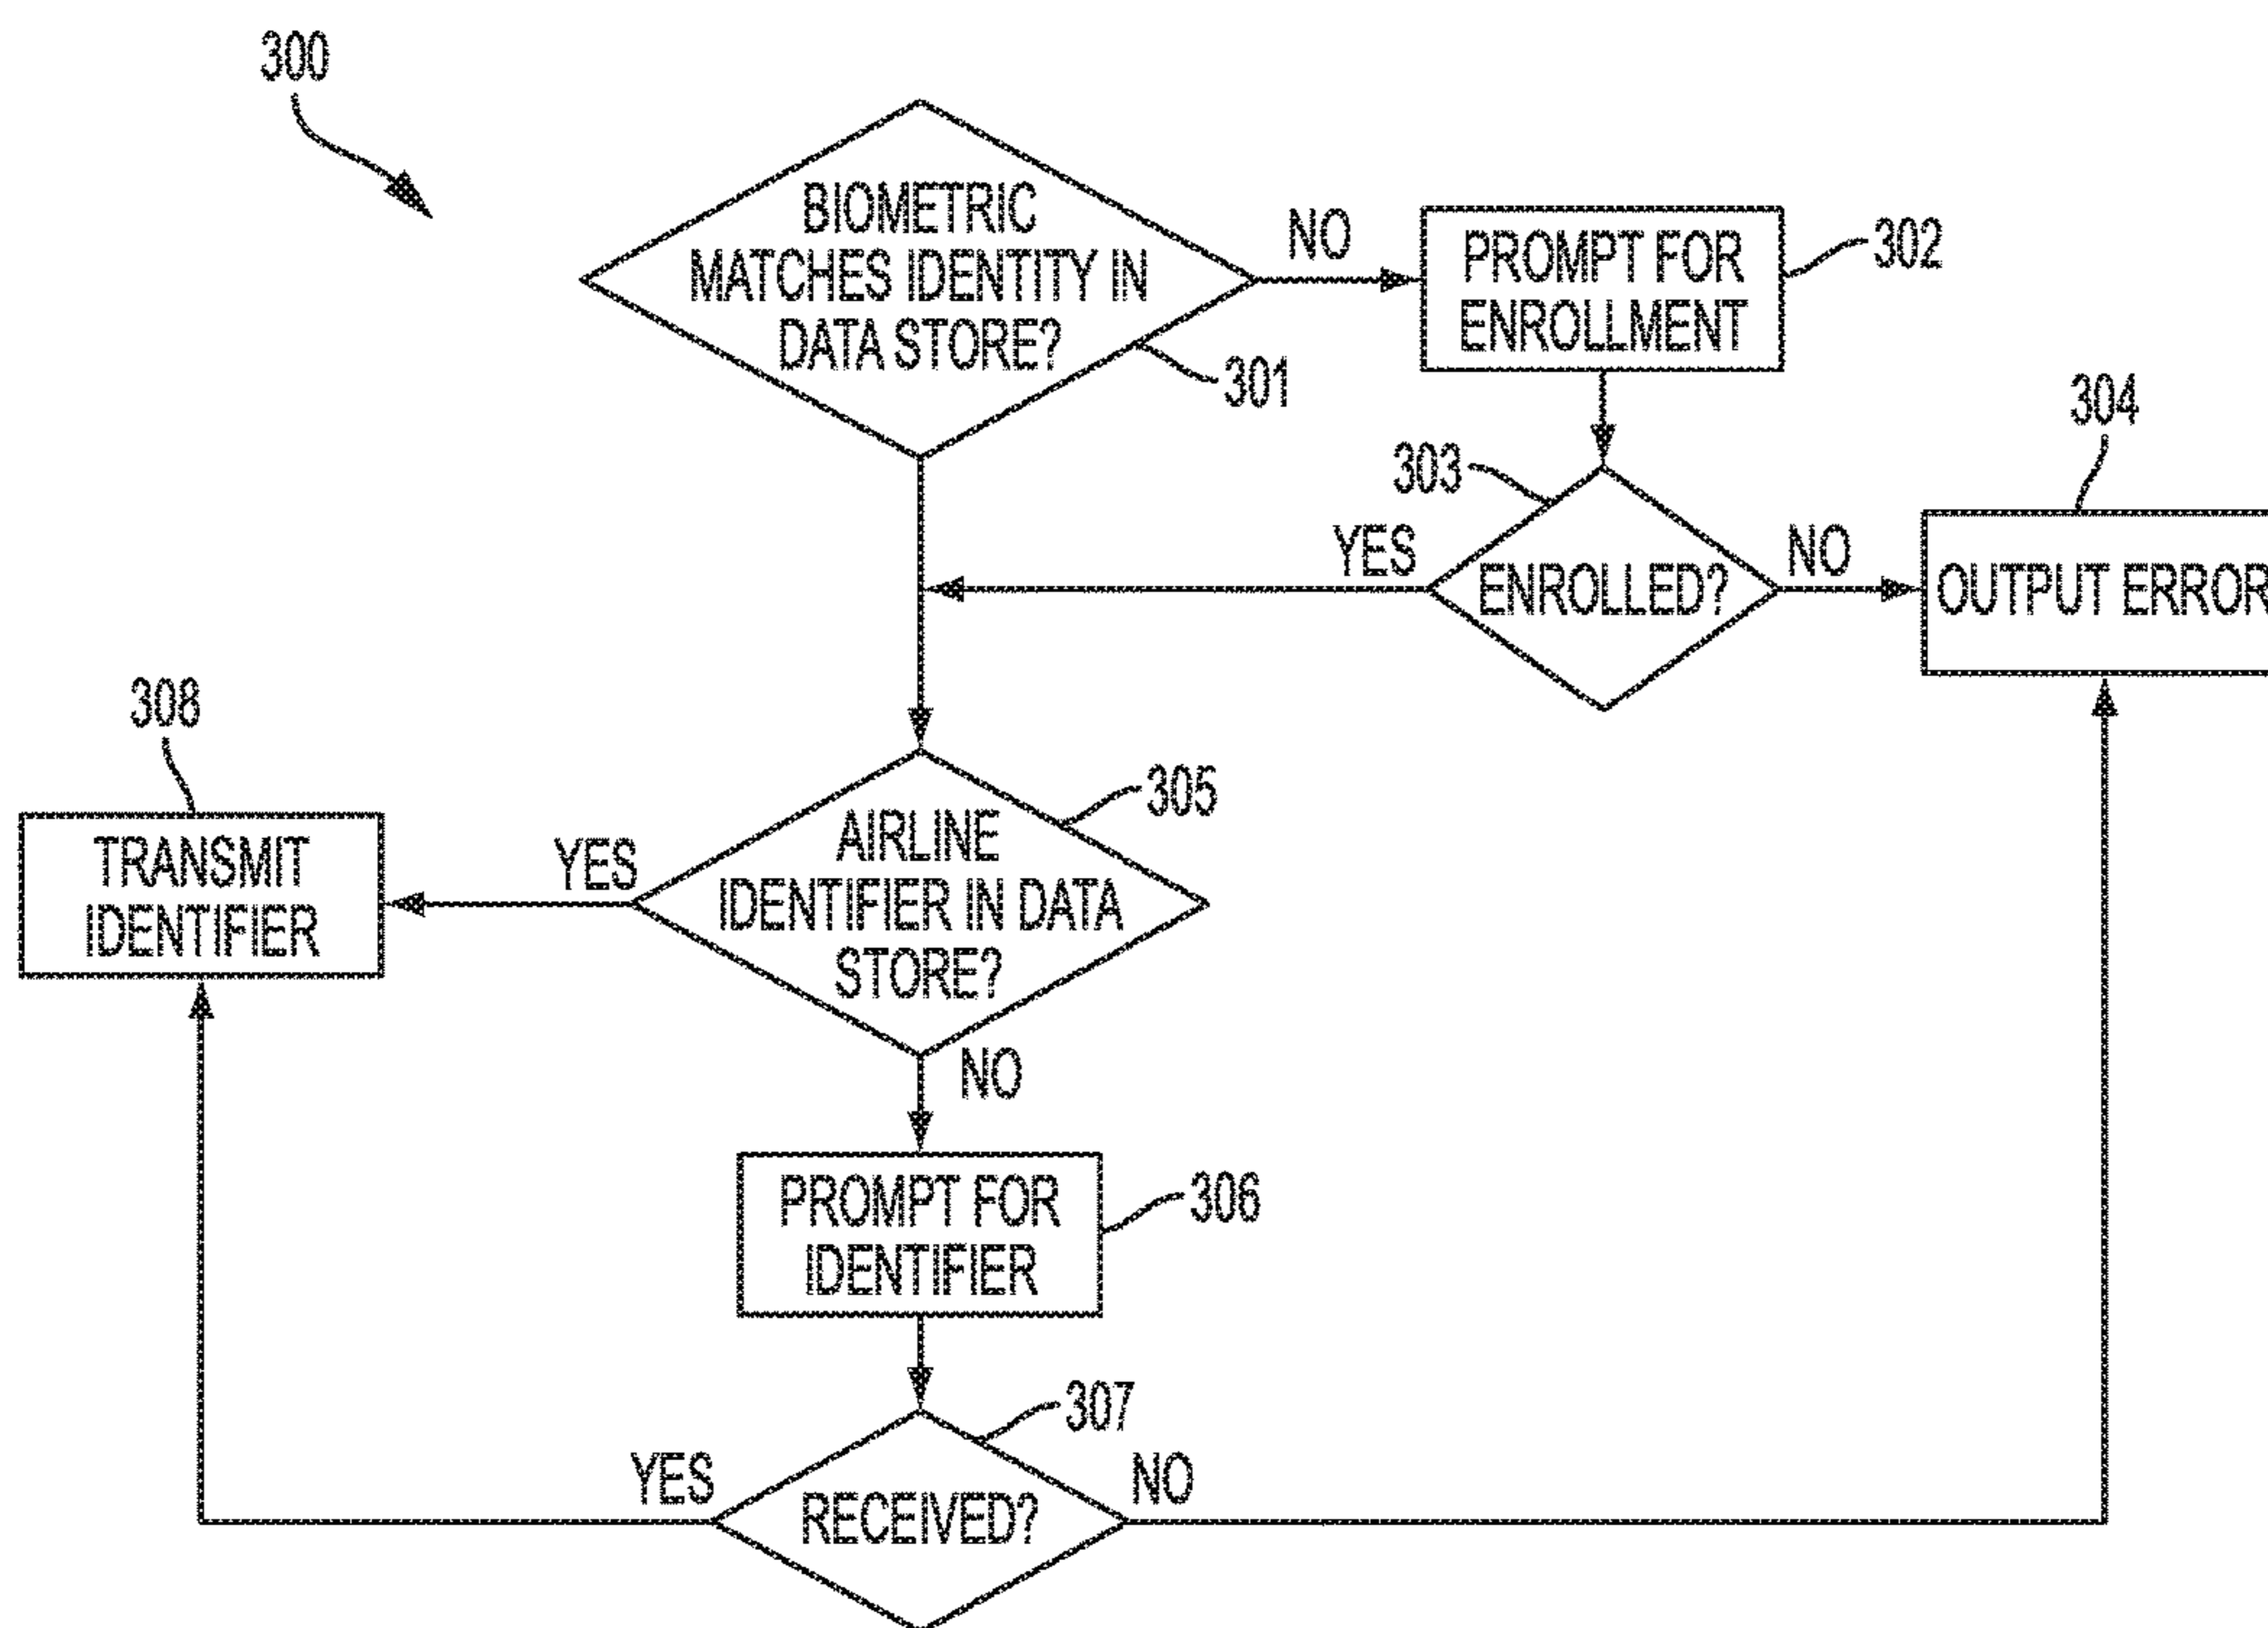 300
BIOMETRIC
MATCHES IDENTITY IN
DATA STORE?
301
NO
PROMPT FOR
ENROLLMENT
302
303
YES
ENROLLED?
NO
304
OUTPUT ERROR
308
TRANSMIT
IDENTIFIER
YES
AIRLINE
IDENTIFIER IN DATA
STORE?
305
NO
PROMPT FOR
IDENTIFIER
306
307
YES
RECEIVED?
NO